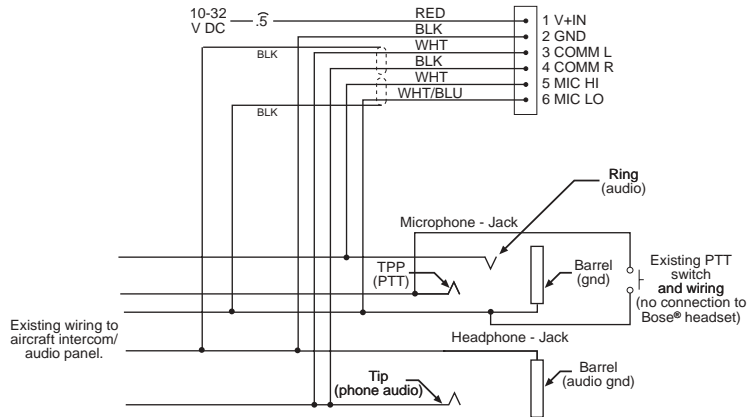 10-32
V DC
.5
RED
BLK
WHT
BLK
WHT
WHT/BLU
BLK
BLK
1 V+IN
2 GND
3 COMM L
4 COMM R
5 MIC HI
6 MIC LO
Ring
(audio)
Microphone - Jack
TPP
(PTT)
Barrel
(gnd)
Existing PTT
switch
and wiring
(no connection to
Bose® headset)
Existing wiring to
aircraft intercom/
audio panel.
Headphone - Jack
Tip
(phone audio)
Barrel
(audio gnd)